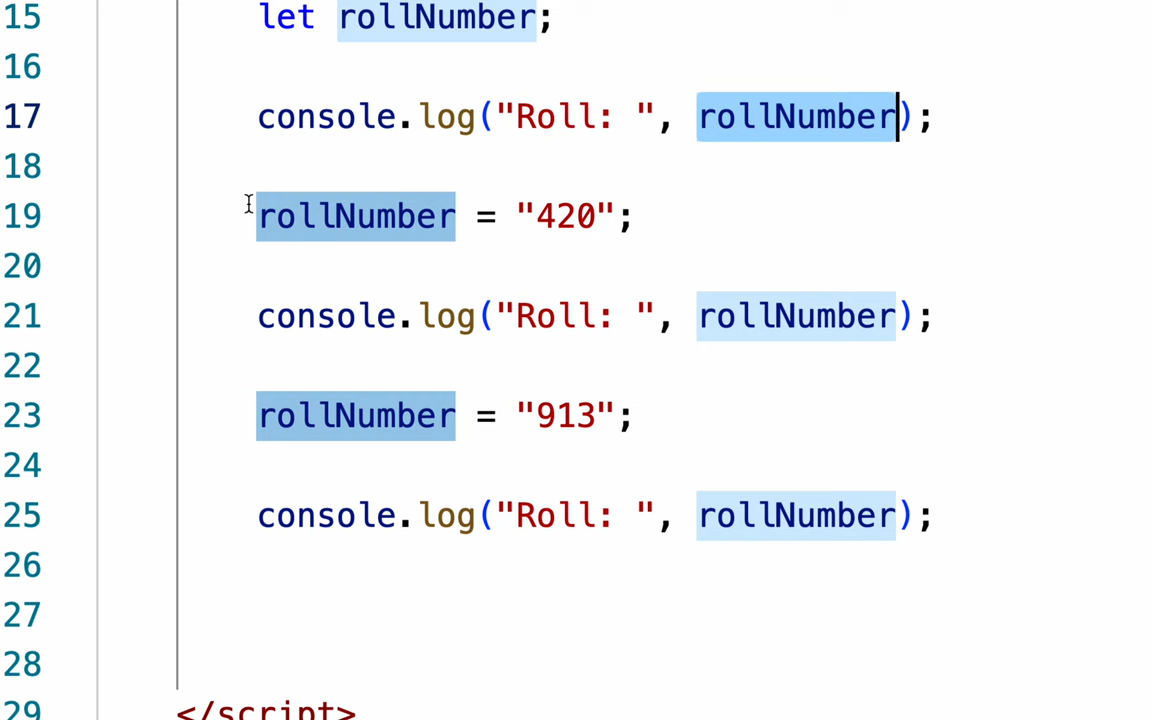 15 let rollNumber;
16
17 console.log("Roll: ", rollNumber);
18
19 rollNumber = "420";
20
21 console.log("Roll: ", rollNumber);
22
23 rollNumber = "913";
24
25 console.log("Roll: ", rollNumber);
26
27
28
29 </script>